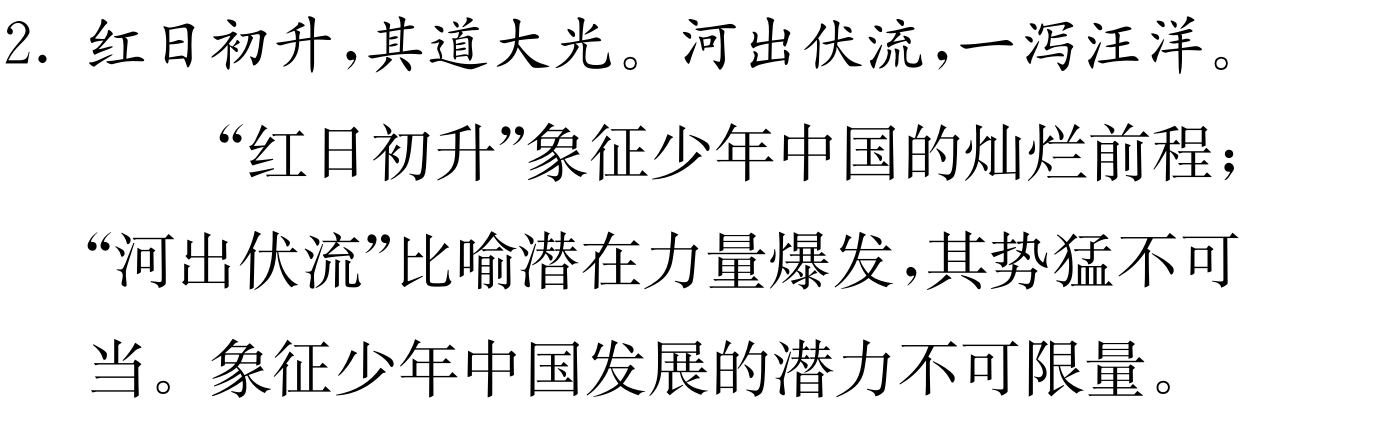 2. 红日初升,其道大光。河出伏流,一泻汪洋。
“红日初升”象征少年中国的灿烂前程;
“河出伏流”比喻潜在力量爆发,其势猛不可
当。象征少年中国发展的潜力不可限量。